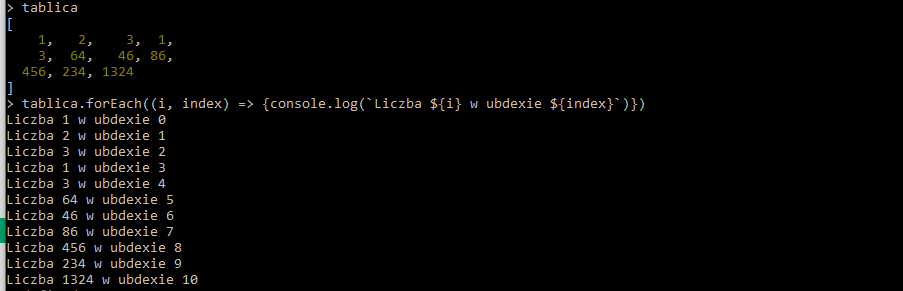 > tablica
[
1, 2, 3, 1,
3, 64, 46, 86,
456, 234, 1324
]
> tablica.forEach((i, index) => {console.log(`Liczba ${i} w ubdexie ${index}`)})
Liczba 1 w ubdexie 0
Liczba 2 w ubdexie 1
Liczba 3 w ubdexie 2
Liczba 1 w ubdexie 3
Liczba 3 w ubdexie 4
Liczba 64 w ubdexie 5
Liczba 46 w ubdexie 6
Liczba 86 w ubdexie 7
Liczba 456 w ubdexie 8
Liczba 234 w ubdexie 9
Liczba 1324 w ubdexie 10